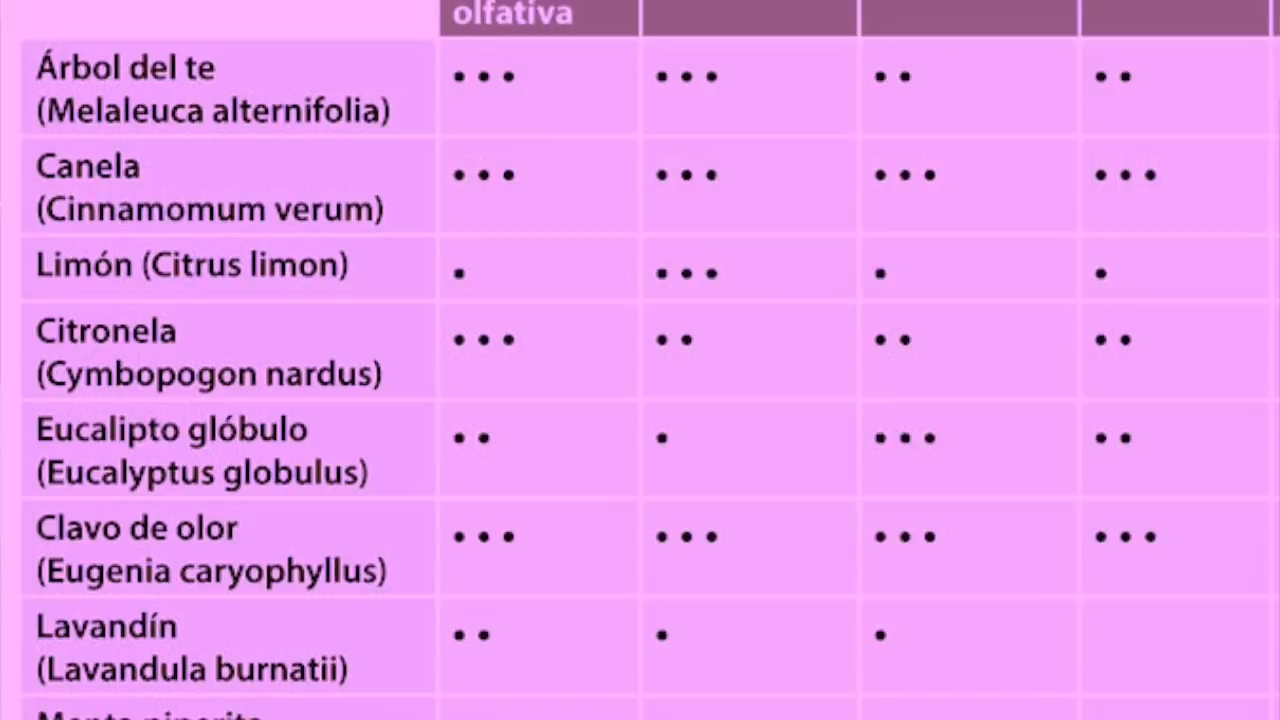 olfativa
Árbol del te
(Melaleuca alternifolia)
• • • • • • • • • •
Canela
(Cinnamomum verum)
• • • • • • • • • • • •
Limón (Citrus limon)
• • • • • •
Citronela
(Cymbopogon nardus)
• • • • • • • • •
Eucalipto glóbulo
(Eucalyptus globulus)
• • • • • • • •
Clavo de olor
(Eugenia caryophyllus)
• • • • • • • • • • • •
Lavandín
(Lavandula burnatii)
• • • •